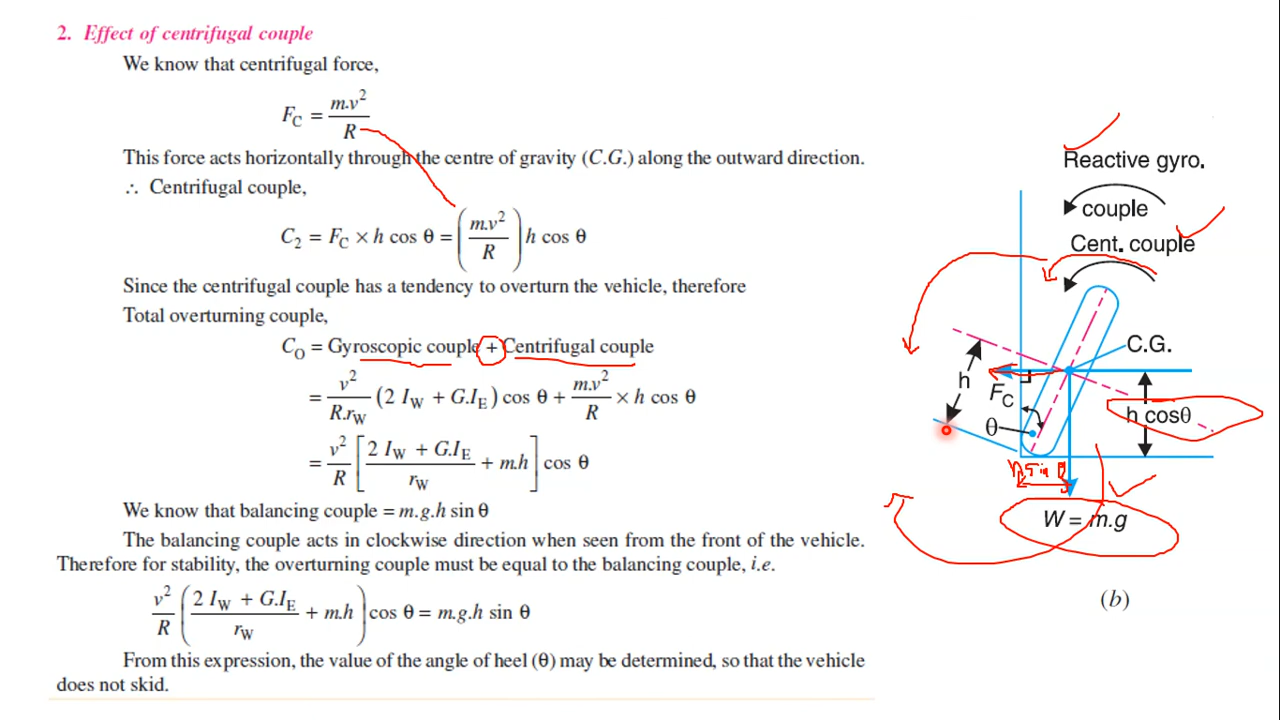 2. Effect of centrifugal couple
We know that centrifugal force,
F_C = m.v²/R
This force acts horizontally through the centre of gravity (C.G.) along the outward direction.
∴ Centrifugal couple,
C₂ = F_C × h cos θ = (m.v²/R) h cos θ
Since the centrifugal couple has a tendency to overturn the vehicle, therefore
Total overturning couple,
C_O = Gyroscopic couple + Centrifugal couple
= v²/R.r_W (2 I_W + G.I_E) cos θ + m.v²/R × h cos θ
= v²/R [2 I_W + G.I_E/r_W + m.h] cos θ
We know that balancing couple = m.g.h sin θ
The balancing couple acts in clockwise direction when seen from the front of the vehicle.
Therefore for stability, the overturning couple must be equal to the balancing couple, i.e.
v²/R (2 I_W + G.I_E/r_W + m.h) cos θ = m.g.h sin θ
From this expression, the value of the angle of heel (θ) may be determined, so that the vehicle
does not skid.
Reactive gyro.
couple
Cent. couple
C.G.
h
F_C
θ
h cosθ
h Sin θ
W = m.g
(b)